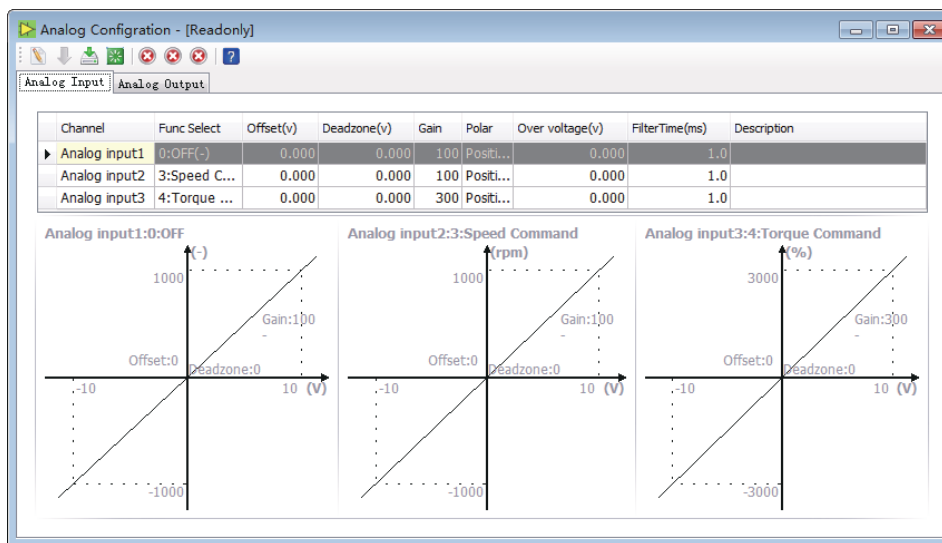 Analog Configration - [Readonly]
Analog Input Analog Output
Channel Func Select Offset(v) Deadzone(v) Gain Polar Over voltage(v) FilterTime(ms) Description
Analog input1 0:OFF(-) 0.000 0.000 100 Positi... 0.000 1.0
Analog input2 3:Speed C... 0.000 0.000 100 Positi... 0.000 1.0
Analog input3 4:Torque ... 0.000 0.000 300 Positi... 0.000 1.0
Analog input1:0:OFF
(-)
1000
Gain:100
-
Offset:0
Deadzone:0
-10
10 (V)
-1000
Analog input2:3:Speed Command
(rpm)
1000
Gain:100
-
Offset:0
Deadzone:0
-10
10 (V)
-1000
Analog input3:4:Torque Command
(%)
3000
Gain:300
-
Offset:0
Deadzone:0
-10
10 (V)
-3000